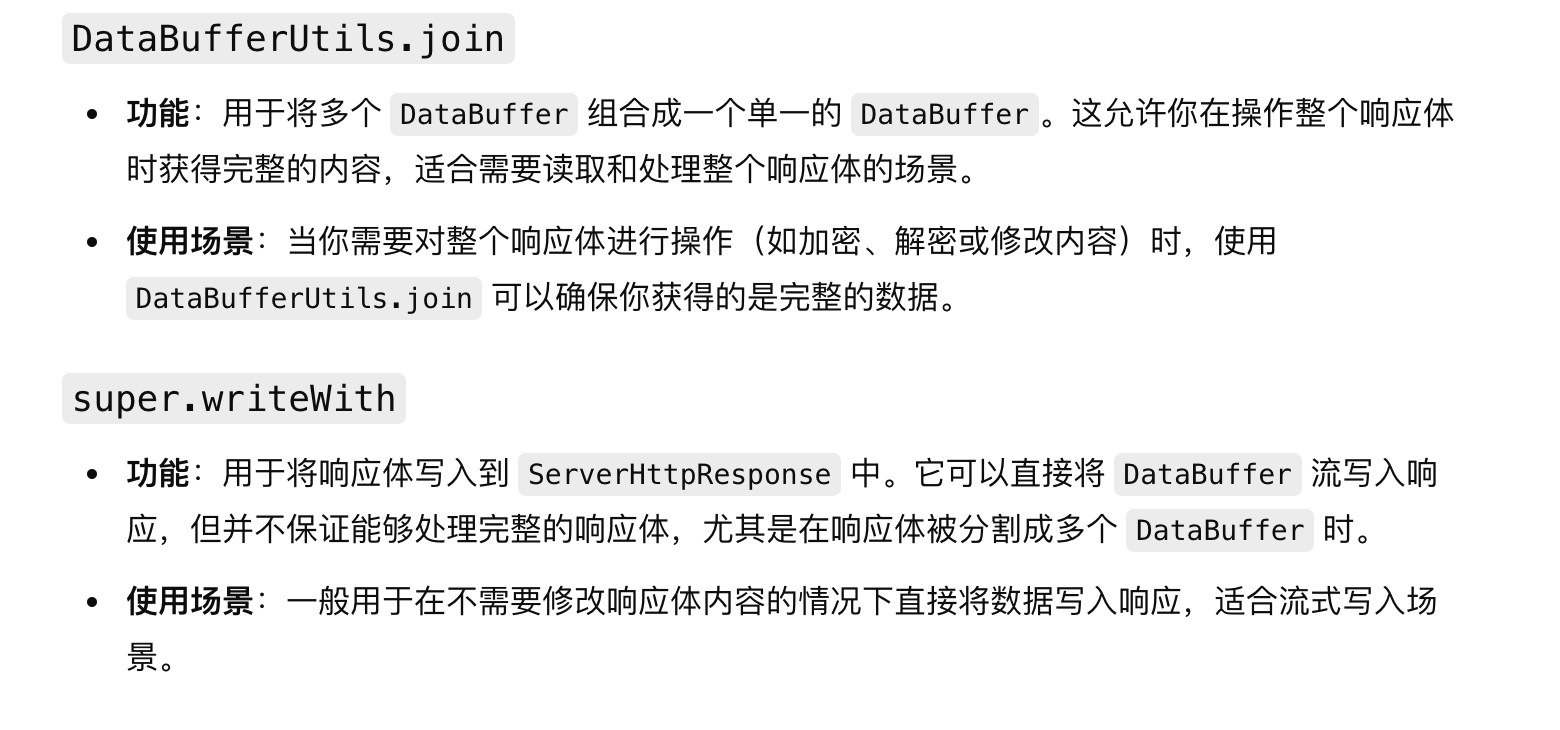 DataBufferUtils.join
• 功能：用于将多个 DataBuffer 组合成一个单一的 DataBuffer。这允许你在操作整个响应体
时获得完整的内容，适合需要读取和处理整个响应体的场景。
• 使用场景：当你需要对整个响应体进行操作（如加密、解密或修改内容）时，使用
DataBufferUtils.join 可以确保你获得的是完整的数据。
super.writeWith
• 功能：用于将响应体写入到 ServerHttpResponse 中。它可以直接将 DataBuffer 流写入响
应，但并不保证能够处理完整的响应体，尤其是在响应体被分割成多个 DataBuffer 时。
• 使用场景：一般用于在不需要修改响应体内容的情况下直接将数据写入响应，适合流式写入场
景。